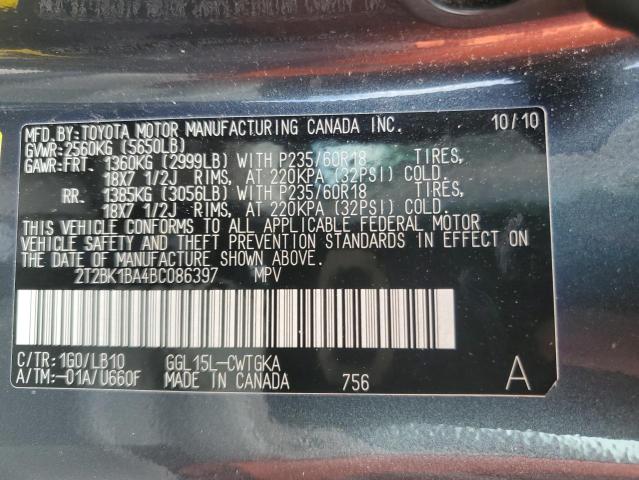 MFD.BY:TOYOTA MOTOR MANUFACTURING CANADA INC. 10/10
GVWR:2560KG (5650LB)
GAWR:FRT. 1360KG (2999LB) WITH P235/60R18 TIRES,
18X7 1/2J RIMS, AT 220KPA (32PSI) COLD.
RR. 1385KG (3056LB) WITH P235/60R18 TIRES,
18X7 1/2J RIMS, AT 220KPA (32PSI) COLD.
THIS VEHICLE CONFORMS TO ALL APPLICABLE FEDERAL MOTOR
VEHICLE SAFETY AND THEFT PREVENTION STANDARDS IN EFFECT ON
THE DATE OF MANUFACTURE SHOWN ABOVE.
2T2BK1BA4BC086397 MPV
C/TR:1G0/LB10 GGL15L-CWTGKA
A/TM:-01A/U660F MADE IN CANADA 756 A